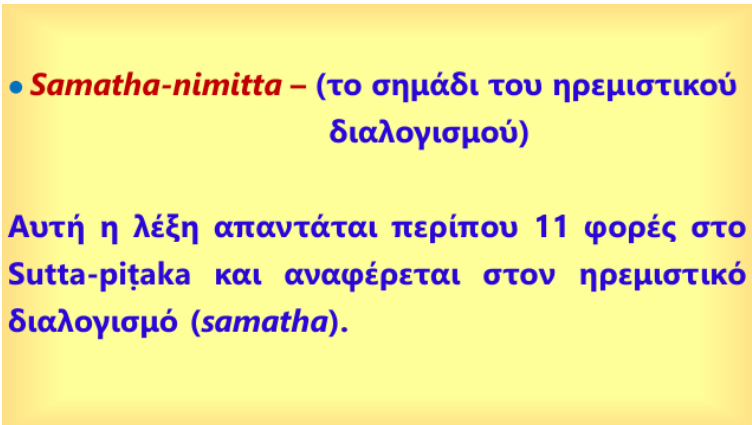 • Samatha-nimitta – (το σημάδι του ηρεμιστικού
διαλογισμού)
Αυτή η λέξη απαντάται περίπου 11 φορές στο
Sutta-piṭaka και αναφέρεται στον ηρεμιστικό
διαλογισμό (samatha).